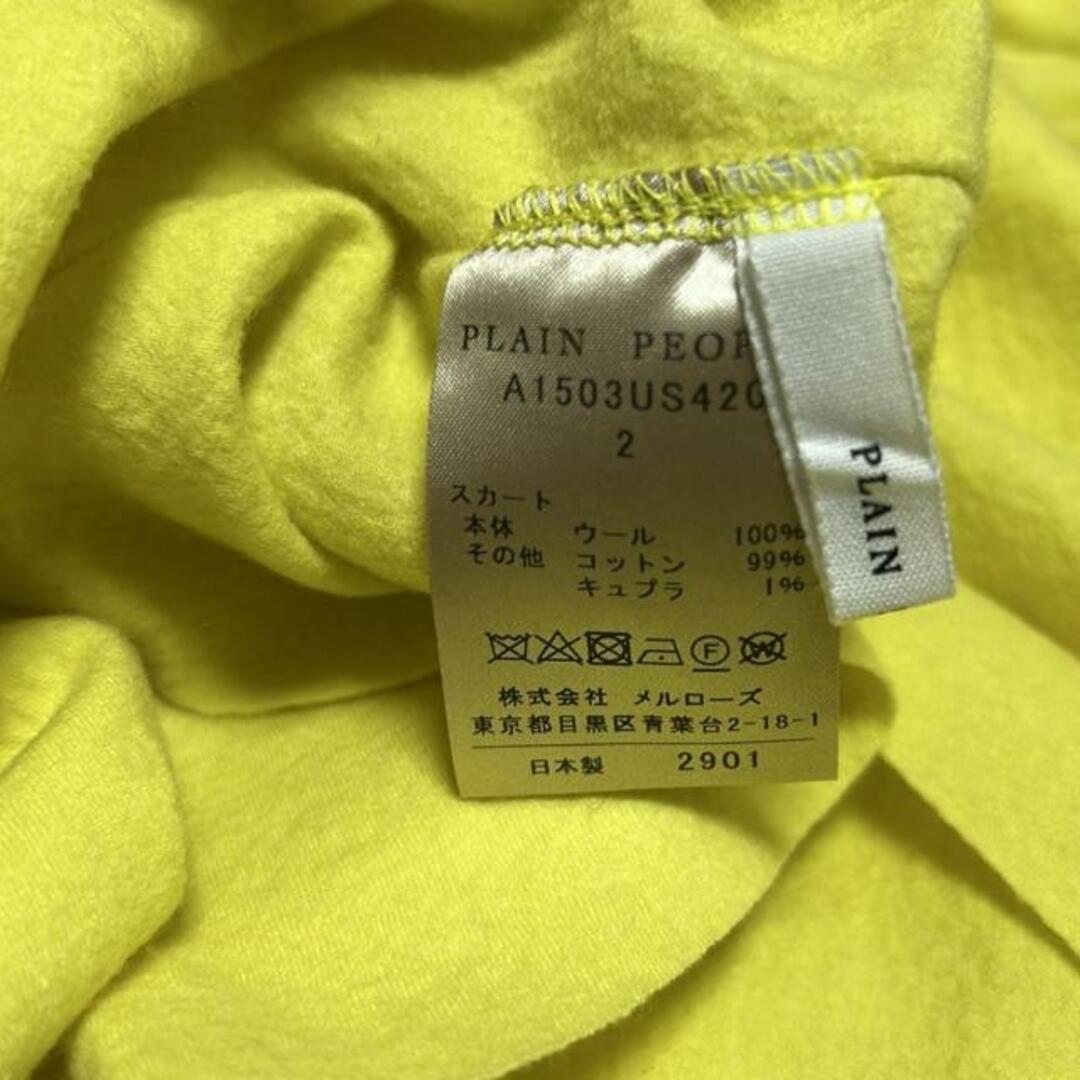 PLAIN
A1503US420
2
スカート
本体 ウール 100%
その他 コットン 99%
キュプラ 1%
F W
株式会社 メルローズ
東京都目黒区青葉台2-18-1
日本製 2901
PLAIN